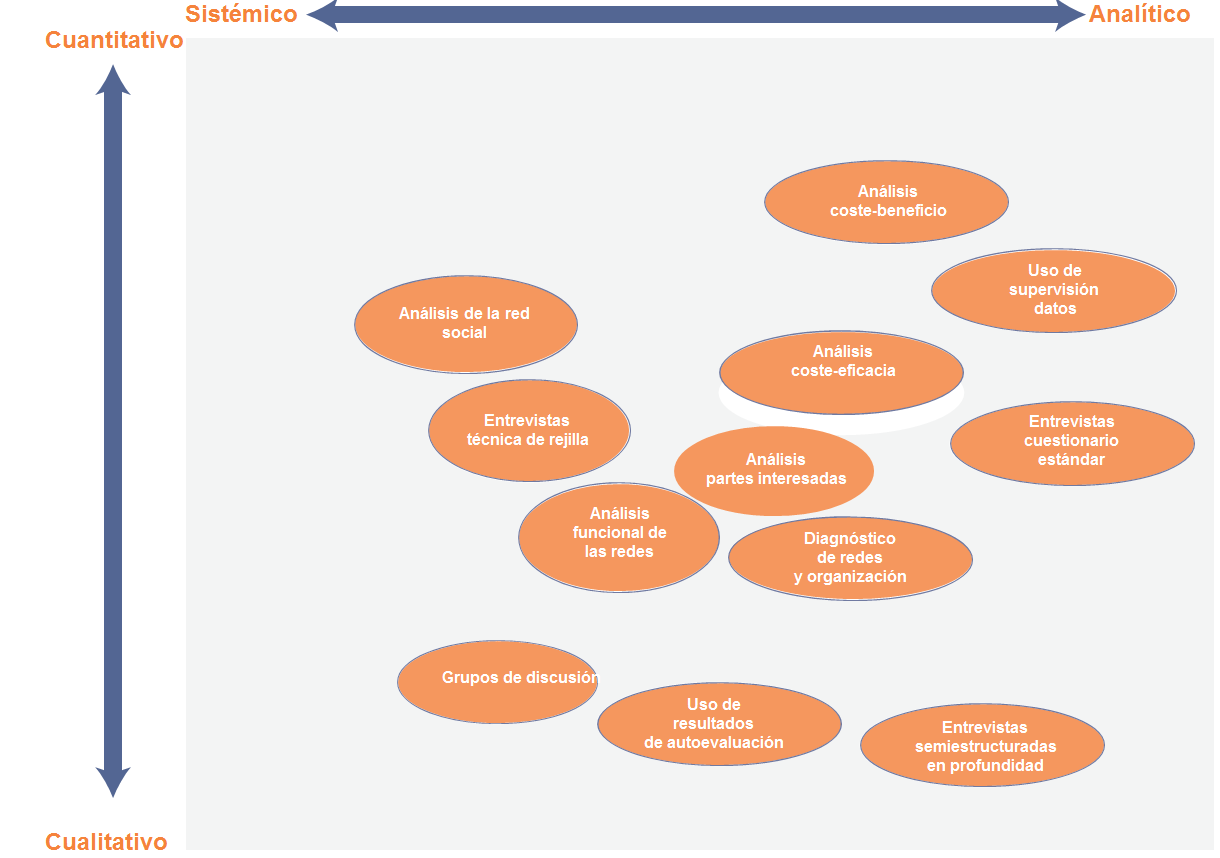 Sistémico
Analítico
Cuantitativo
Análisis
coste-beneficio
Uso de
supervisión
datos
Análisis de la red
social
Análisis
coste-eficacia
Entrevistas
técnica de rejilla
Entrevistas
cuestionario
estándar
Análisis
partes interesadas
Análisis
funcional de
las redes
Diagnóstico
de redes
y organización
Grupos de discusión
Uso de
resultados
de autoevaluación
Entrevistas
semiestructuradas
en profundidad
Cualitativo